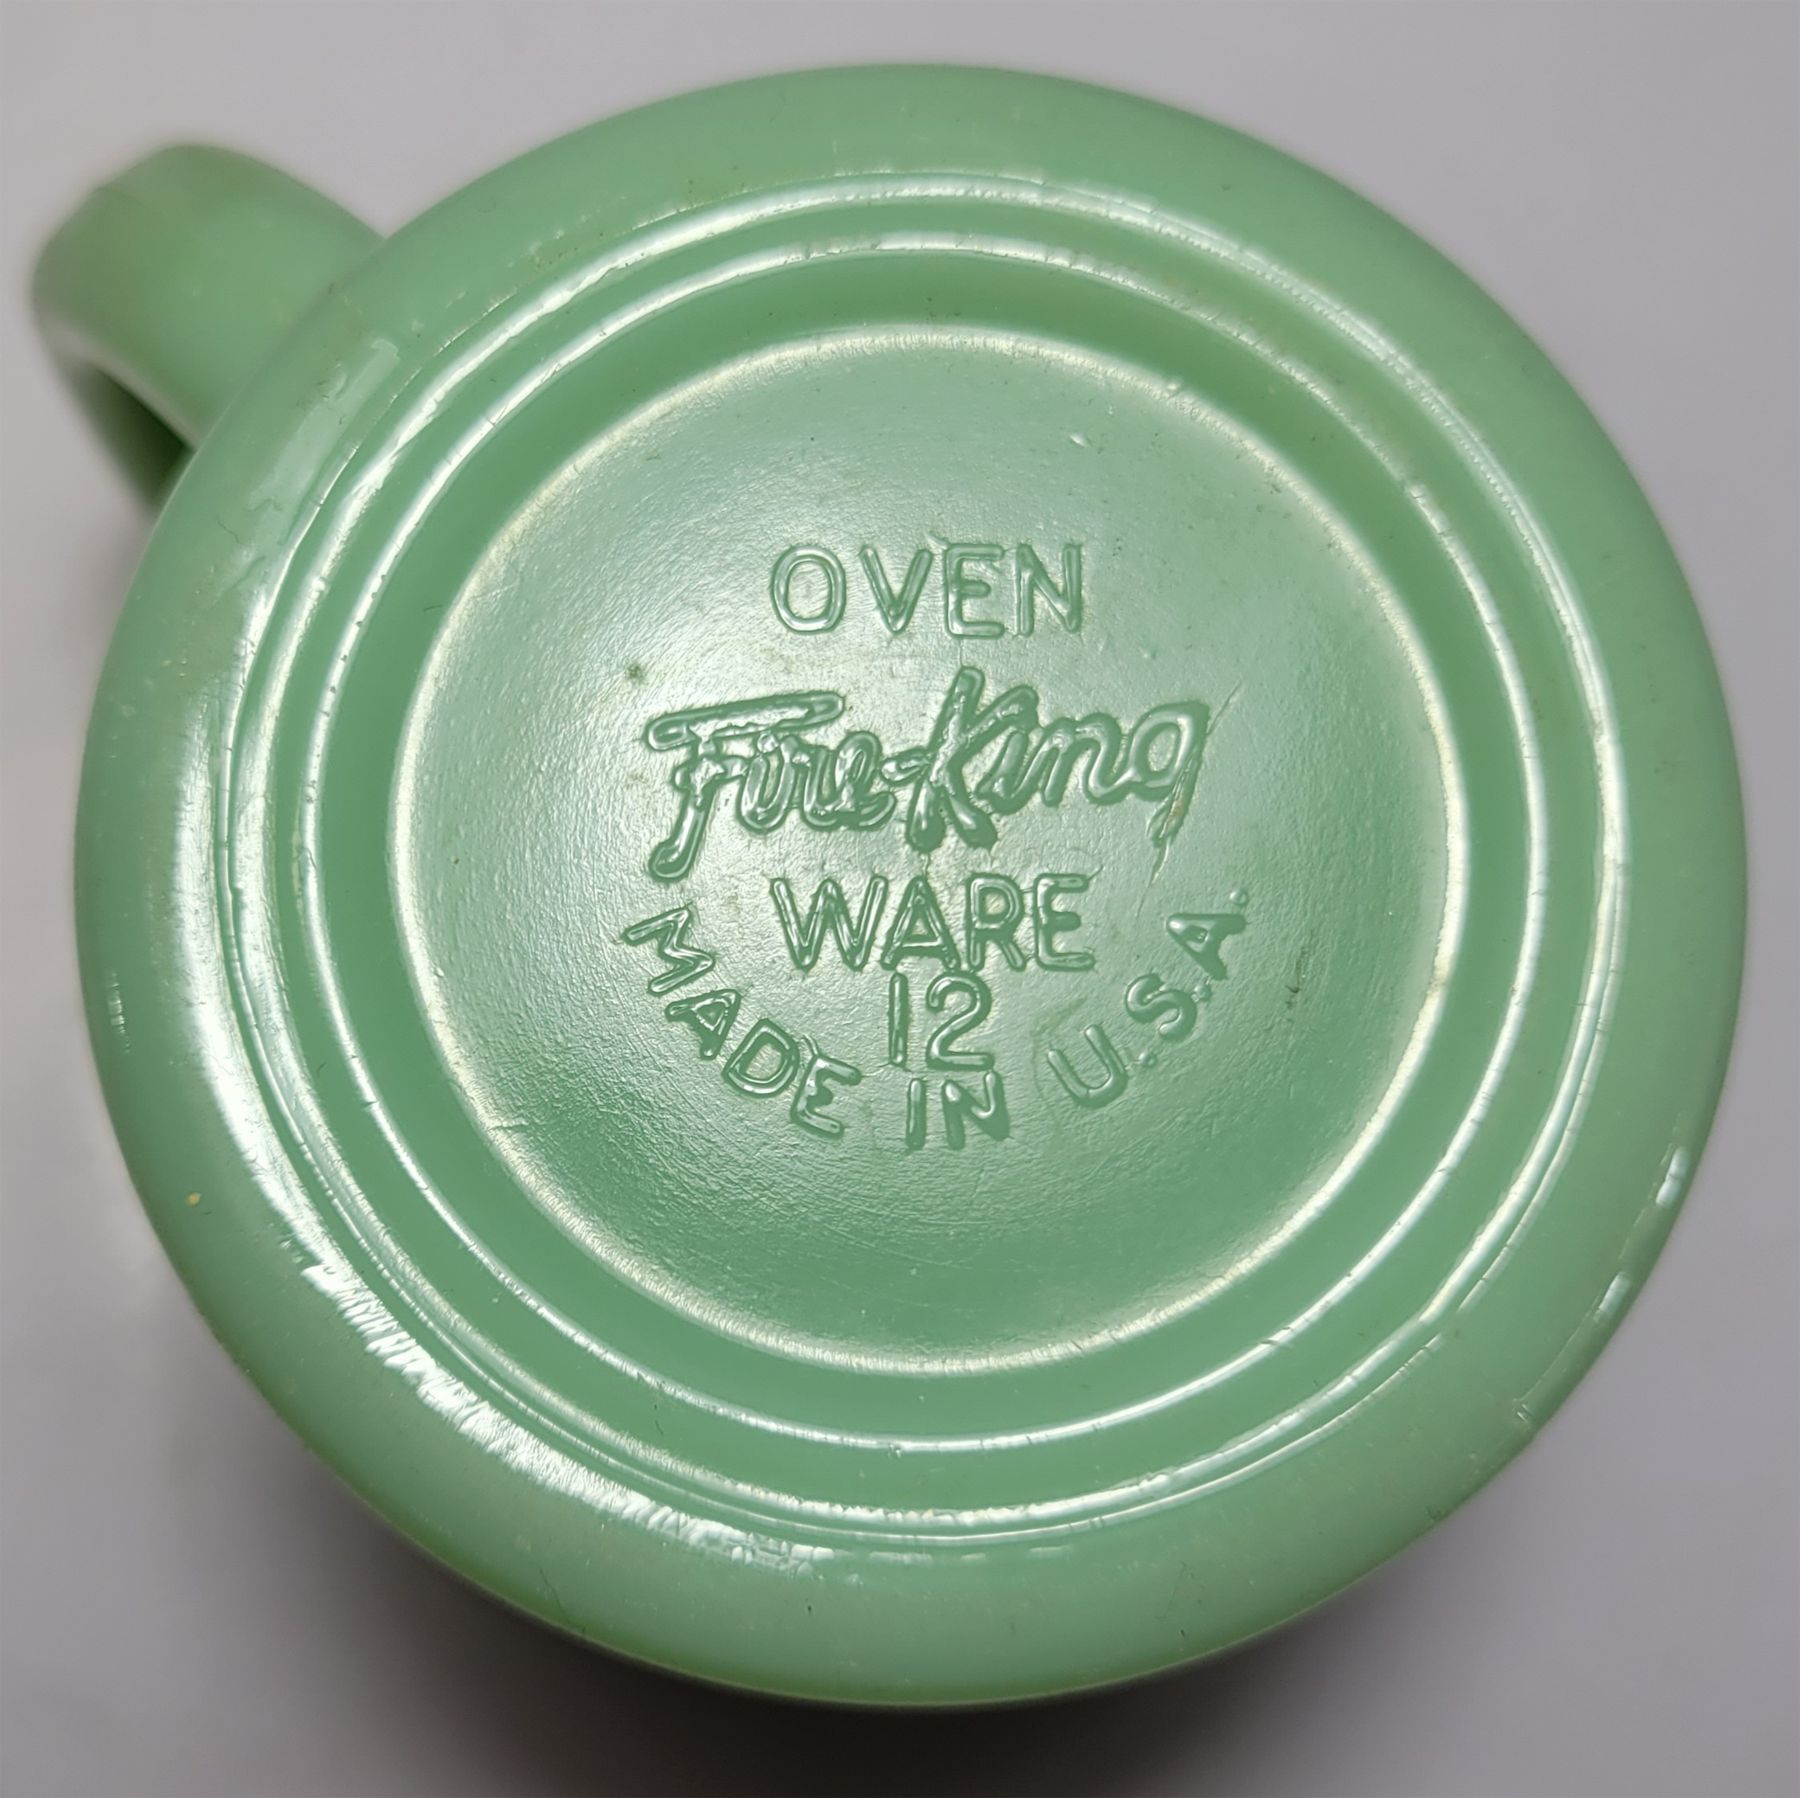 OVEN
Fire-King
WARE
12
MADE IN U.S.A.